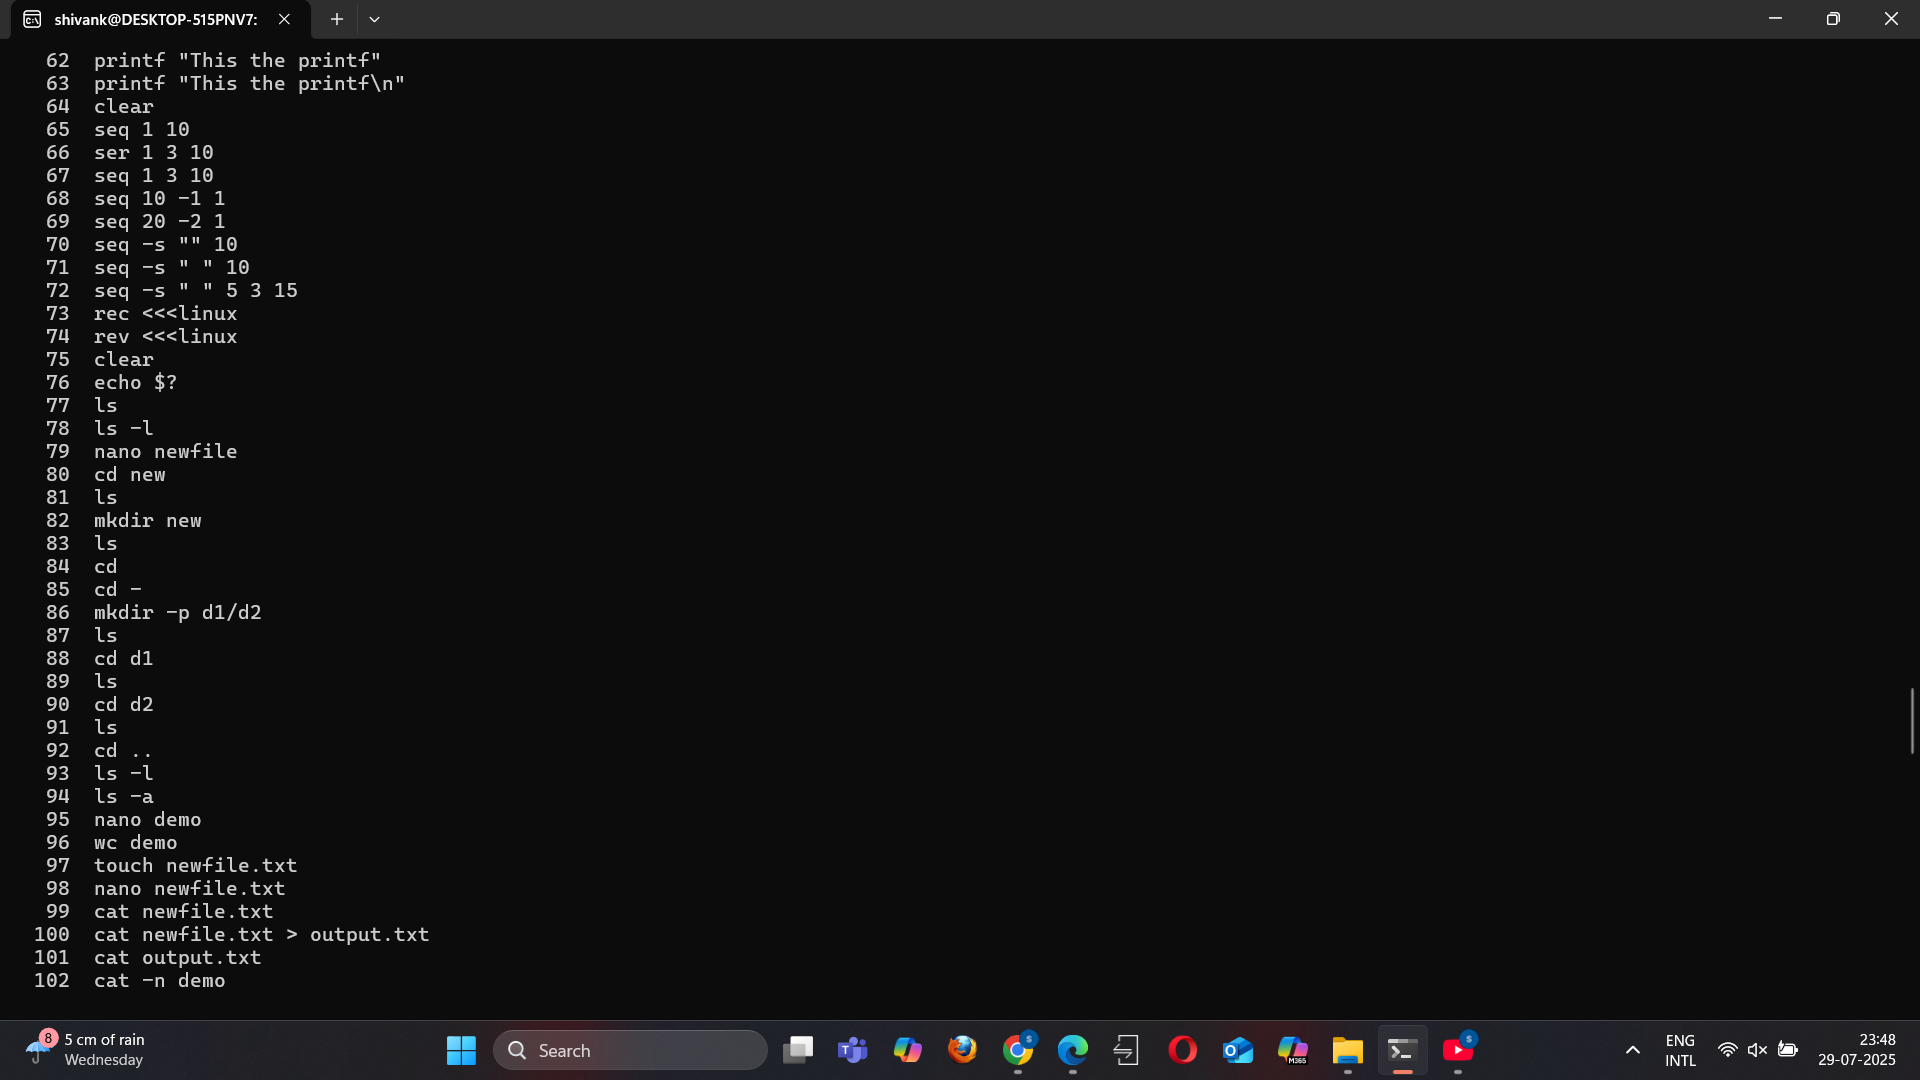 shivank@DESKTOP-515PNV7:
62 printf "This the printf"
63 printf "This the printf\n"
64 clear
65 seq 1 10
66 ser 1 3 10
67 seq 1 3 10
68 seq 10 -1 1
69 seq 20 -2 1
70 seq -s "" 10
71 seq -s " " 10
72 seq -s " " 5 3 15
73 rec <<<linux
74 rev <<<linux
75 clear
76 echo $?
77 ls
78 ls -l
79 nano newfile
80 cd new
81 ls
82 mkdir new
83 ls
84 cd
85 cd -
86 mkdir -p d1/d2
87 ls
88 cd d1
89 ls
90 cd d2
91 ls
92 cd ..
93 ls -l
94 ls -a
95 nano demo
96 wc demo
97 touch newfile.txt
98 nano newfile.txt
99 cat newfile.txt
100 cat newfile.txt > output.txt
101 cat output.txt
102 cat -n demo
8
5 cm of rain
Wednesday
Search
M365
ENG
INTL
23:48
29-07-2025